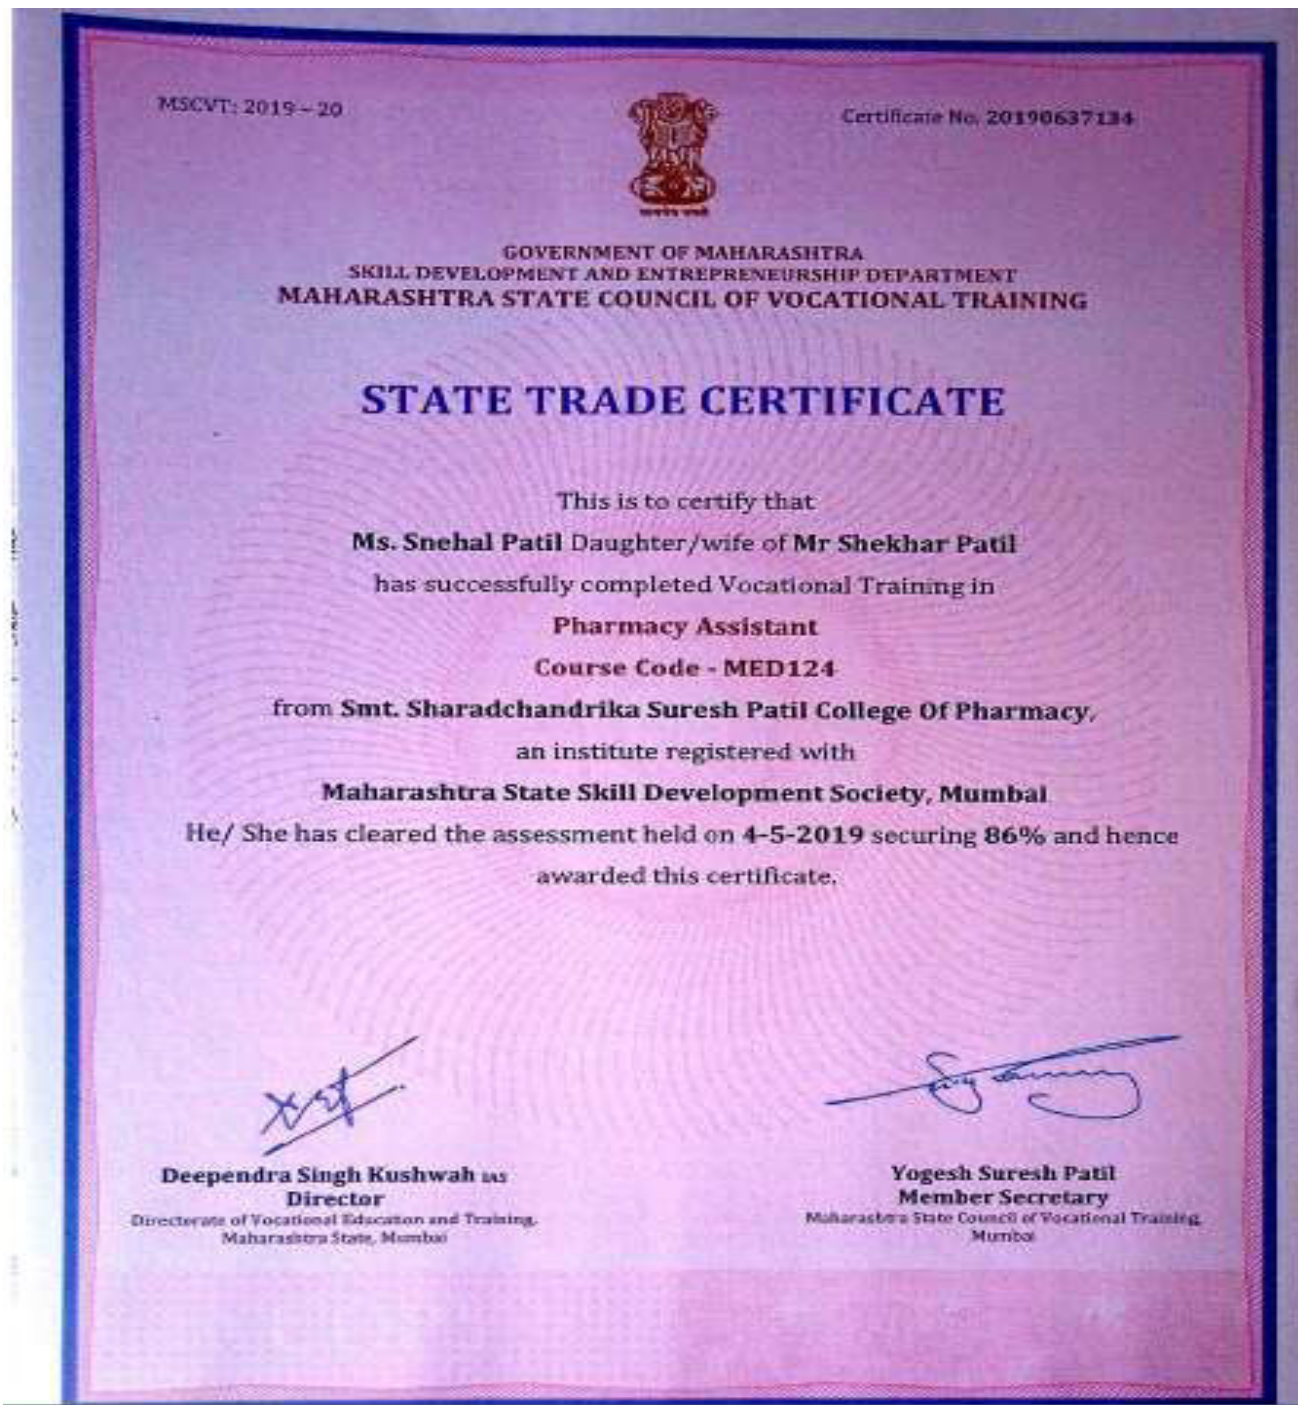 MSCVT: 2019 – 20
Certificate No. 20190637134
GOVERNMENT OF MAHARASHTRA
SKILL DEVELOPMENT AND ENTREPRENEURSHIP DEPARTMENT
MAHARASHTRA STATE COUNCIL OF VOCATIONAL TRAINING
STATE TRADE CERTIFICATE
This is to certify that
Ms. Snehal Patil Daughter/wife of Mr Shekhar Patil
has successfully completed Vocational Training in
Pharmacy Assistant
Course Code - MED124
from Smt. Sharadchandrika Suresh Patil College Of Pharmacy,
an institute registered with
Maharashtra State Skill Development Society, Mumbai
He/ She has cleared the assessment held on 4-5-2019 securing 86% and hence
awarded this certificate.
Deependra Singh Kushwah IAS
Director
Directorate of Vocational Education and Training,
Maharashtra State, Mumbai
Yogesh Suresh Patil
Member Secretary
Maharashtra State Council of Vocational Training,
Mumbai